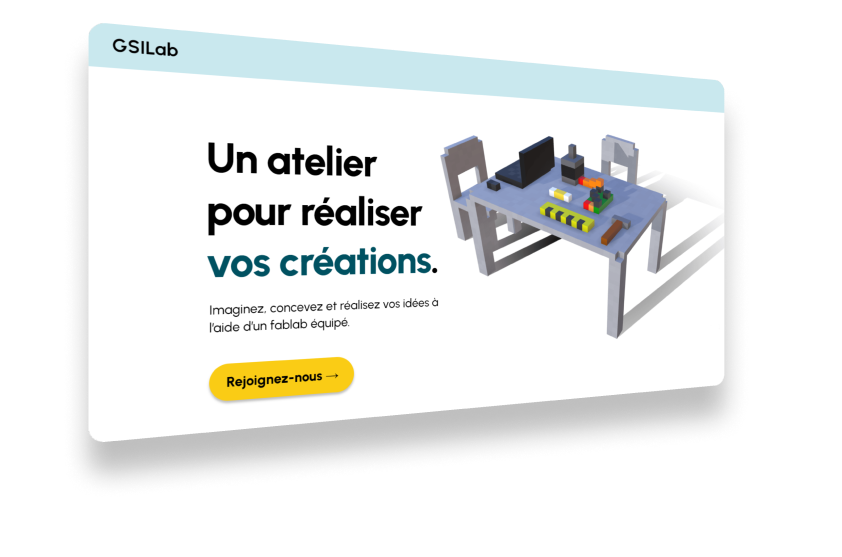 GSILab
Un atelier
pour réaliser
vos créations.
Imaginez, concevez et réalisez vos idées à
l'aide d'un fablab équipé.
Rejoignez-nous →